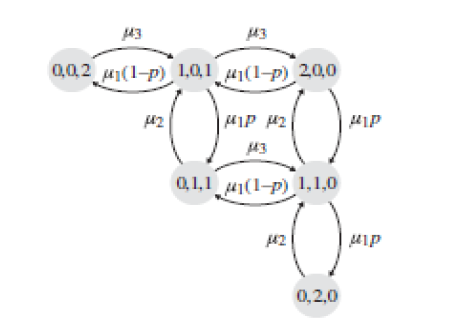 μ3 μ3
0,0,2 μ1(1–p) 1,0,1 μ1(1–p) 2,0,0
μ2 μ1p μ2 μ1p
μ3
0,1,1 μ1(1–p) 1,1,0
μ2 μ1p
0,2,0